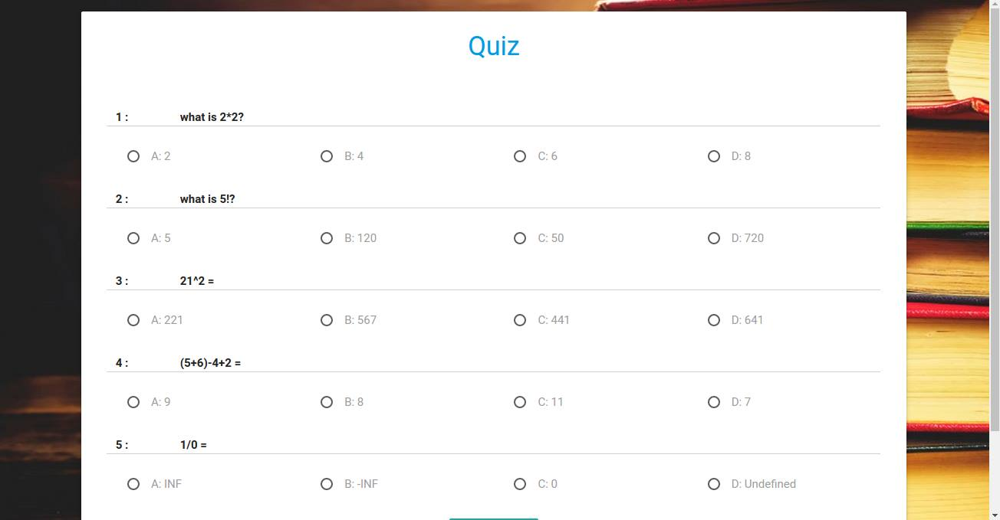 Quiz
1 : what is 2*2?
A: 2 B: 4 C: 6 D: 8
2 : what is 5!?
A: 5 B: 120 C: 50 D: 720
3 : 21^2 =
A: 221 B: 567 C: 441 D: 641
4 : (5+6)-4+2 =
A: 9 B: 8 C: 11 D: 7
5 : 1/0 =
A: INF B: -INF C: 0 D: Undefined